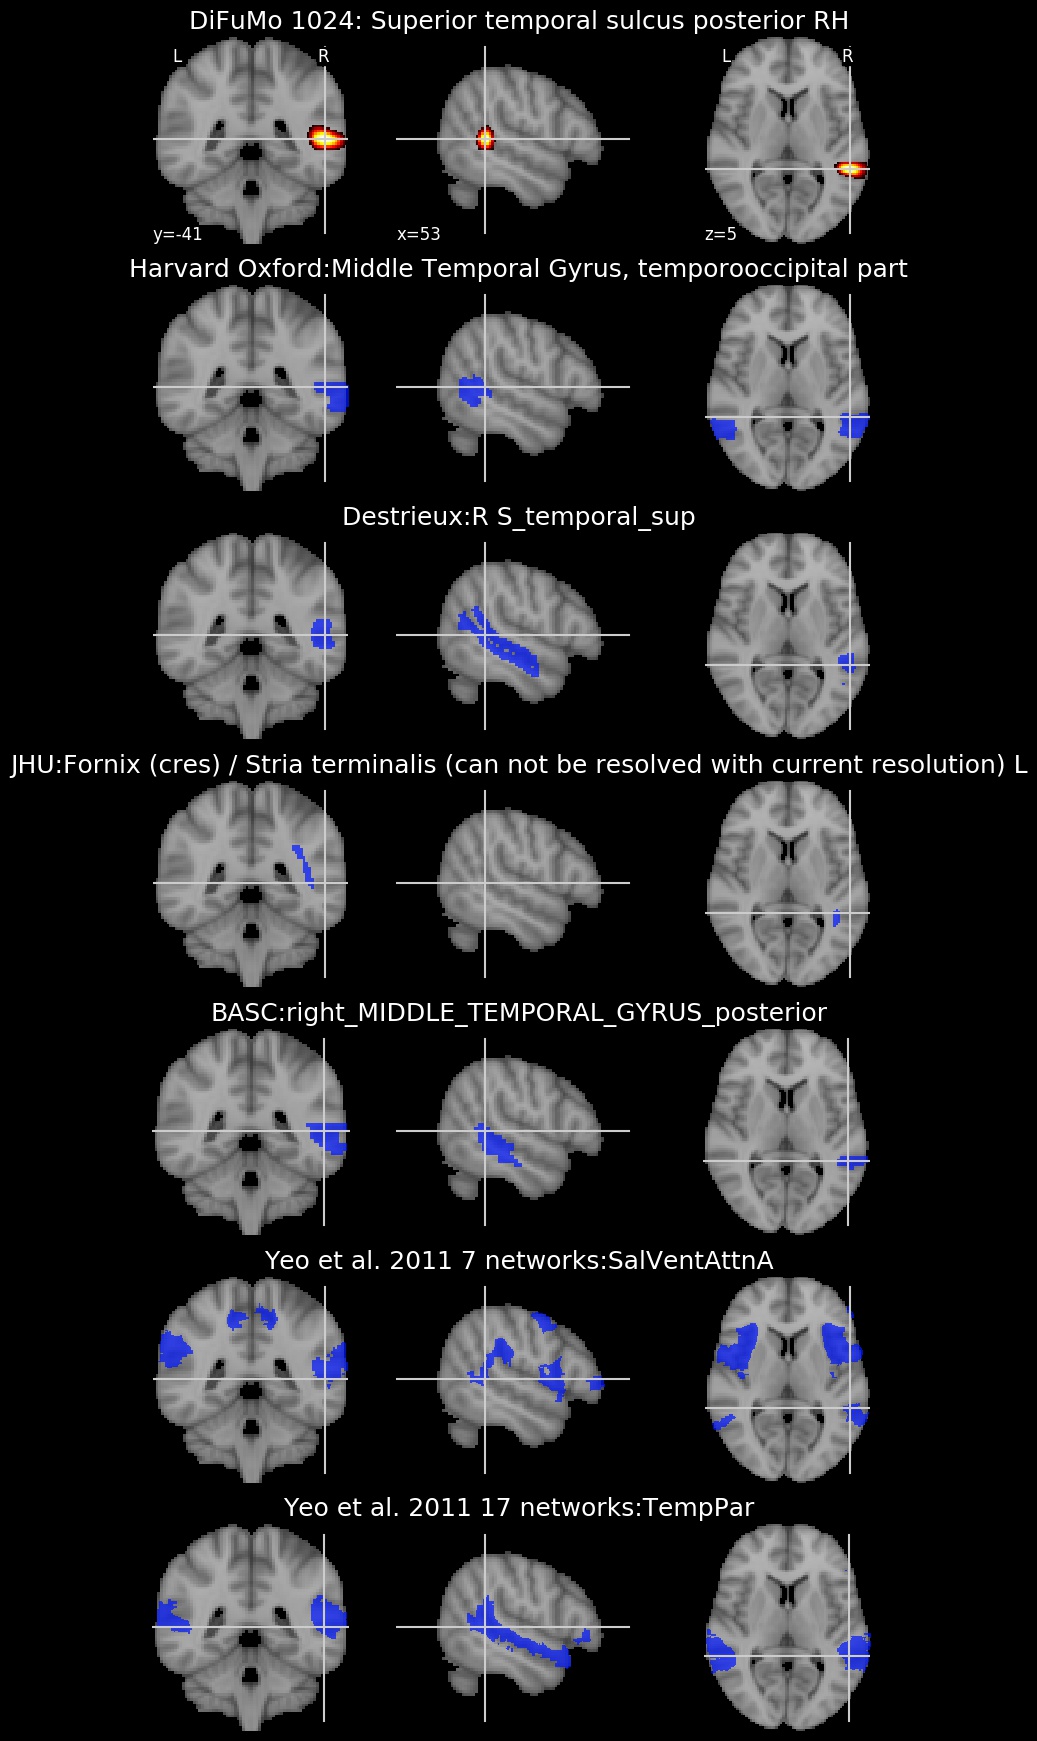 DiFuMo 1024: Superior temporal sulcus posterior RH
L R L R
y=-41 x=53 z=5
Harvard Oxford:Middle Temporal Gyrus, temporooccipital part
Destrieux:R S_temporal_sup
JHU:Fornix (cres) / Stria terminalis (can not be resolved with current resolution) L
BASC:right_MIDDLE_TEMPORAL_GYRUS_posterior
Yeo et al. 2011 7 networks:SalVentAttnA
Yeo et al. 2011 17 networks:TempPar